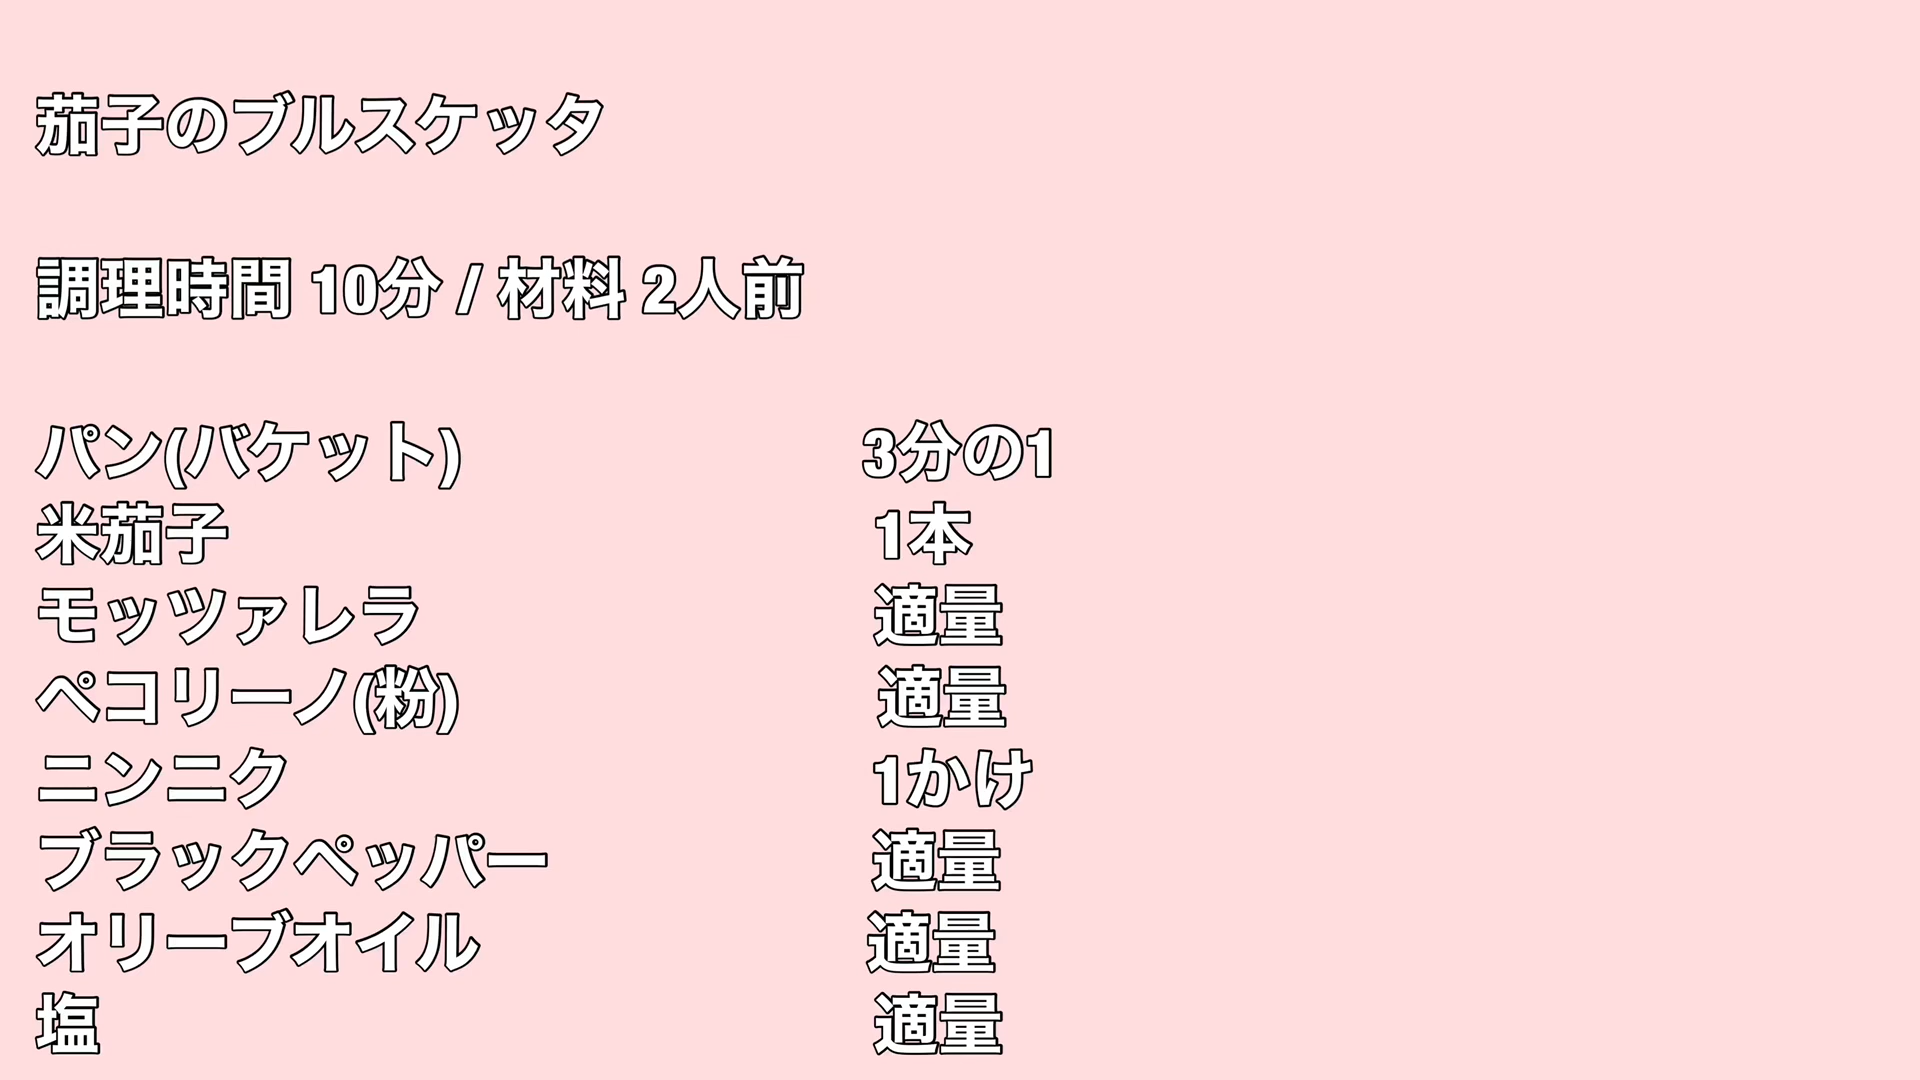 茄子のブルスケッタ
調理時間 10分 / 材料 2人前
パン(バケット) 3分の1
米茄子 1本
モッツァレラ 適量
ペコリーノ(粉) 適量
ニンニク 1かけ
ブラックペッパー 適量
オリーブオイル 適量
塩 適量